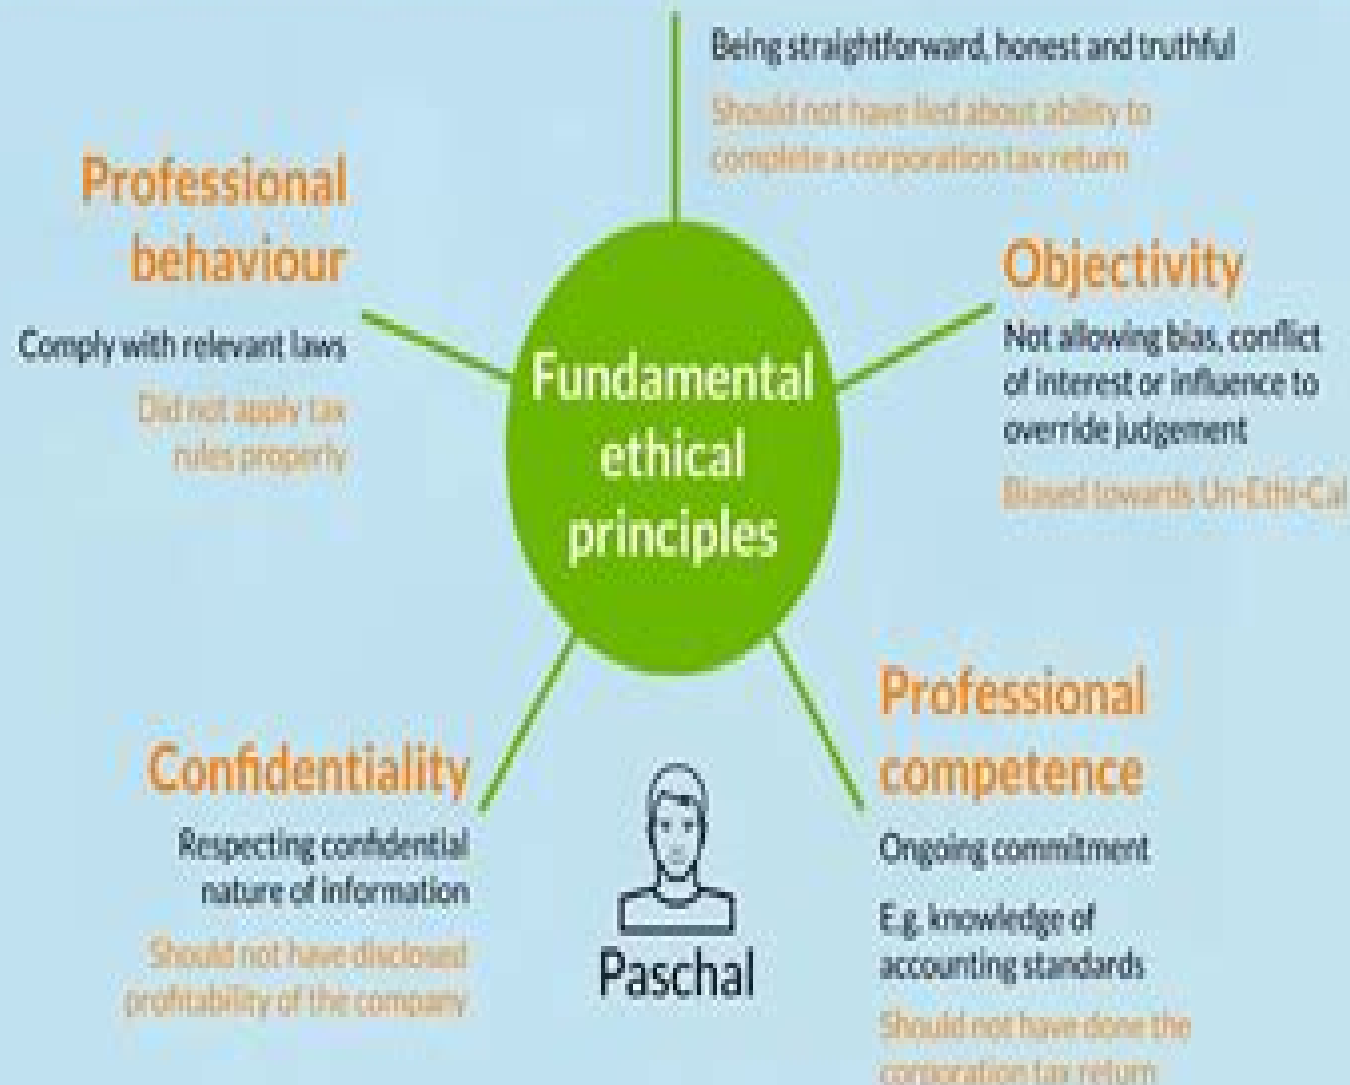 Being straightforward, honest and truthful
Should not have lied about ability to
complete a corporation tax return
Professional
behaviour
Comply with relevant laws
Did not apply tax
rules properly
Objectivity
Not allowing bias, conflict
of interest or influence to
override judgement
Biased towards Un-Ethi-Cal
Fundamental
ethical
principles
Confidentiality
Respecting confidential
nature of information
Should not have disclosed
profitability of the company
Paschal
Professional
competence
Ongoing commitment
E.g. knowledge of
accounting standards
Should not have done the
corporation tax return